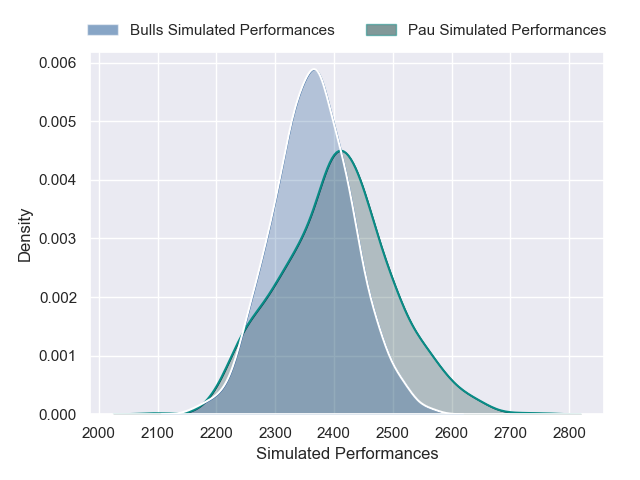 Bulls Simulated Performances
Pau Simulated Performances
0.006
0.005
0.004
0.003
0.002
0.001
0.000
Density
2000 2100 2200 2300 2400 2500 2600 2700 2800
Simulated Performances